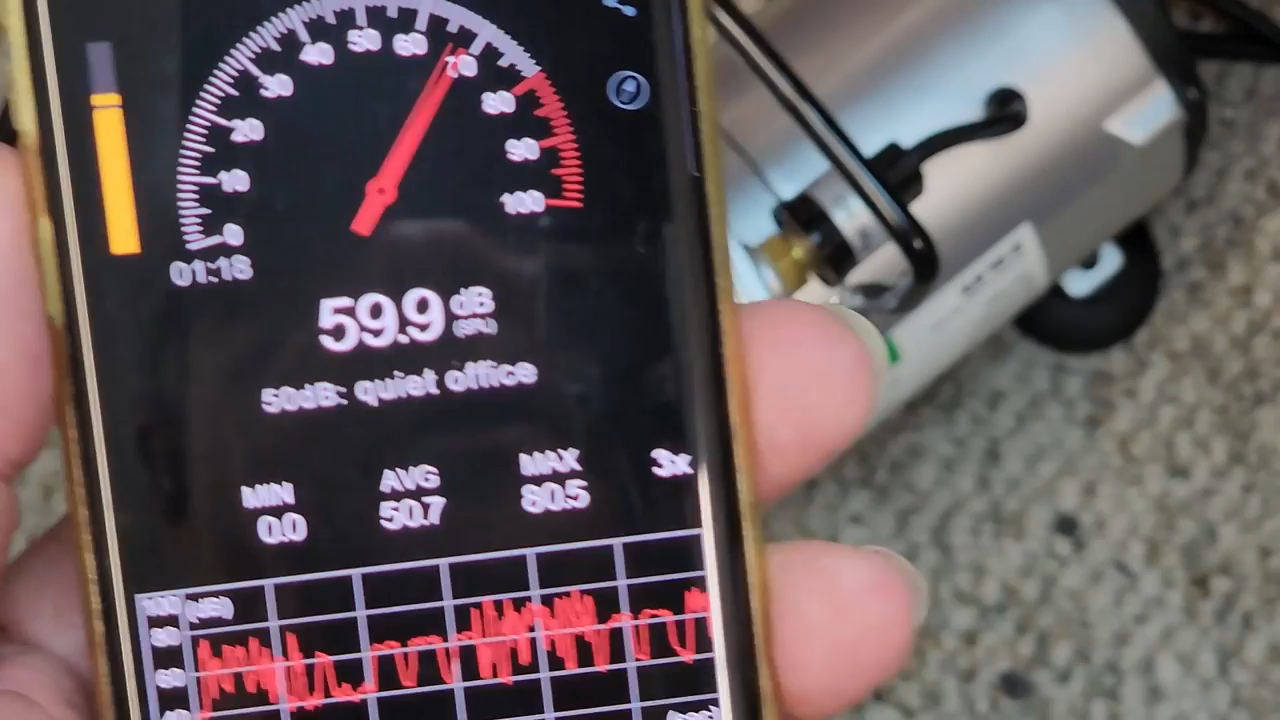 0 10 20 30 40 50 60 70 80 90 100
01:18
59.9 dB (SPL)
50dB: quiet office
MIN AVG MAX 3x
0.0 50.7 80.5
100 (dB)
80
60